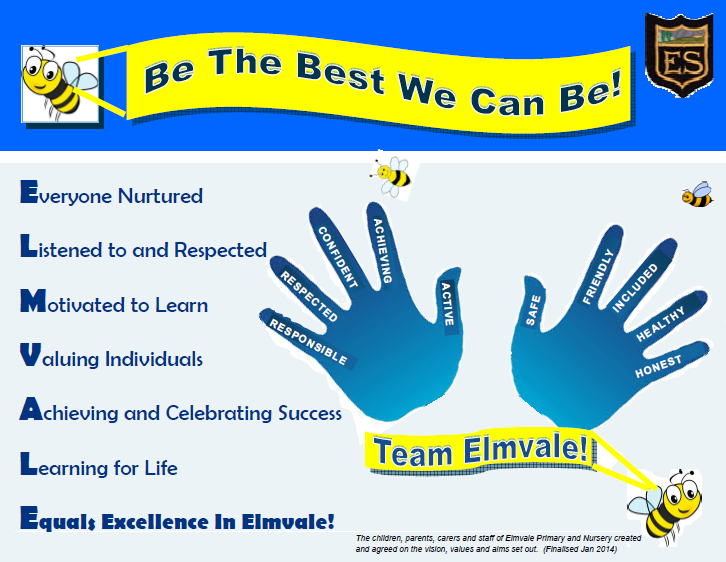 Be The Best We Can Be!
ES
Everyone Nurtured
Listened to and Respected
Motivated to Learn
Valuing Individuals
Achieving and Celebrating Success
Learning for Life
Equals Excellence In Elmvale!
RESPONSIBLE
RESPECTED
CONFIDENT
ACHIEVING
ACTIVE
SAFE
FRIENDLY
INCLUDED
HEALTHY
HONEST
Team Elmvale!
The children, parents, carers and staff of Elmvale Primary and Nursery created
and agreed on the vision, values and aims set out. (Finalised Jan 2014)